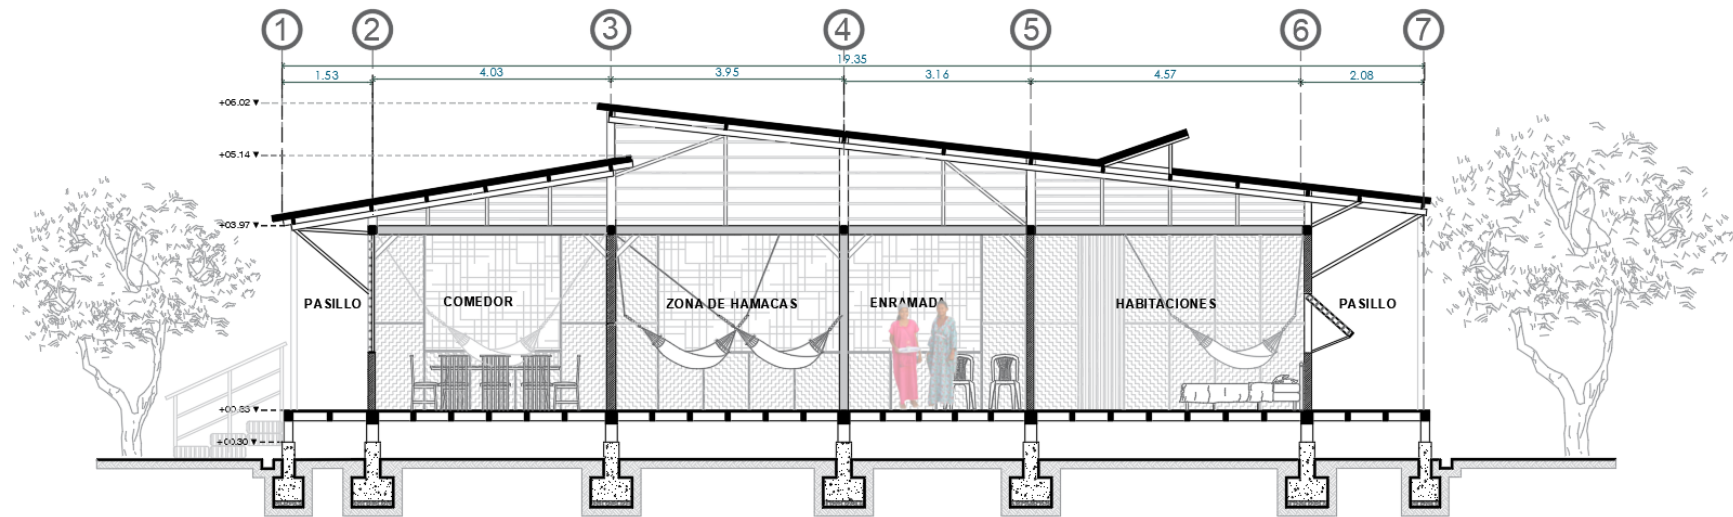 1 2 3 4 5 6 7
19.35
1.53 4.03 3.95 3.16 4.57 2.08
+06.02
+05.14
+03.97
PASILLO COMEDOR ZONA DE HAMACAS ENRAMADA HABITACIONES PASILLO
+00.83
+00.30